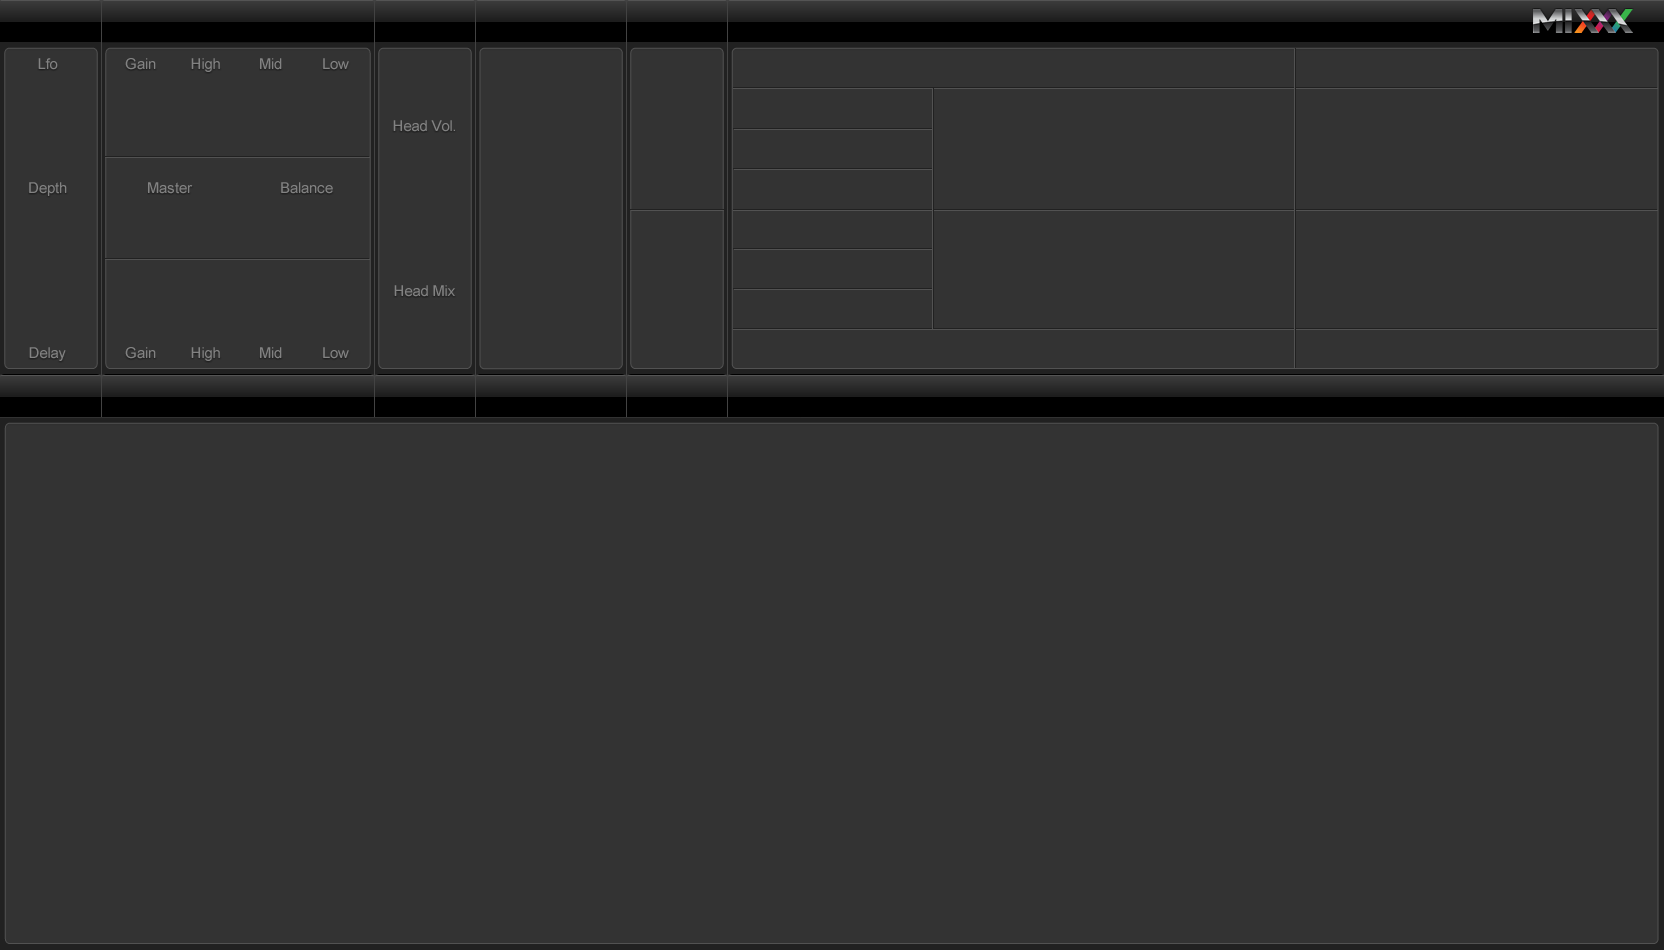 MIXXX
Lfo
Gain High Mid Low
Head Vol.
Depth
Master Balance
Head Mix
Delay
Gain High Mid Low